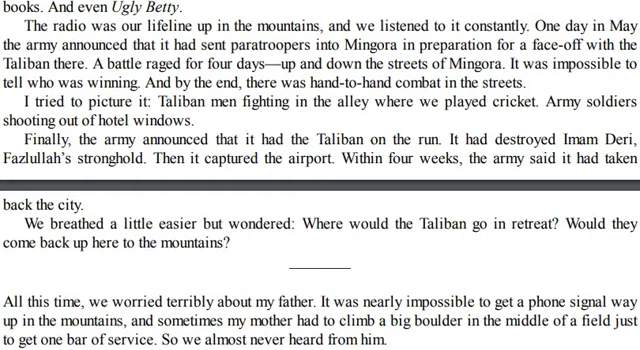 books. And even Ugly Betty.
The radio was our lifeline up in the mountains, and we listened to it constantly. One day in May
the army announced that it had sent paratroopers into Mingora in preparation for a face-off with the
Taliban there. A battle raged for four days—up and down the streets of Mingora. It was impossible to
tell who was winning. And by the end, there was hand-to-hand combat in the streets.
I tried to picture it: Taliban men fighting in the alley where we played cricket. Army soldiers
shooting out of hotel windows.
Finally, the army announced that it had the Taliban on the run. It had destroyed Imam Deri,
Fazlullah's stronghold. Then it captured the airport. Within four weeks, the army said it had taken
back the city.
We breathed a little easier but wondered: Where would the Taliban go in retreat? Would they
come back up here to the mountains?
All this time, we worried terribly about my father. It was nearly impossible to get a phone signal way
up in the mountains, and sometimes my mother had to climb a big boulder in the middle of a field just
to get one bar of service. So we almost never heard from him.